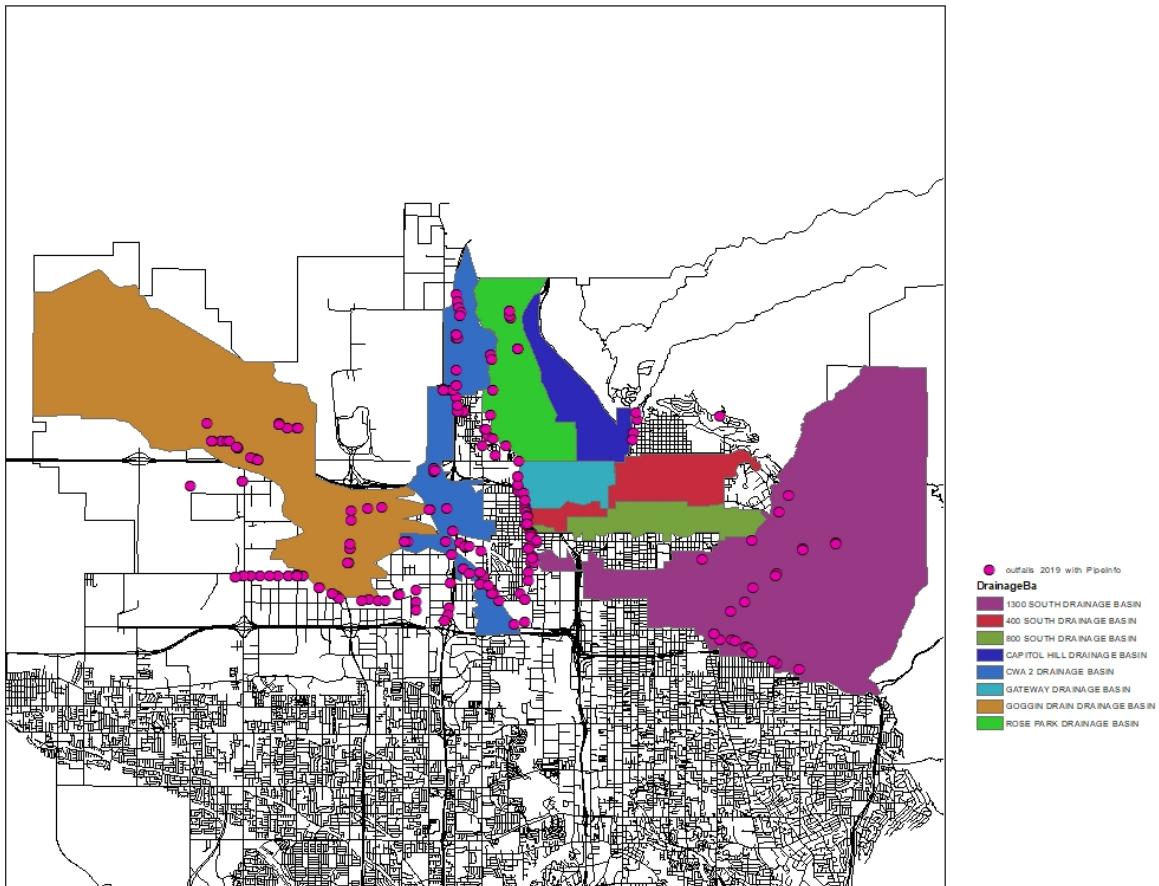 outfalls 2019 with PipeInfo
DrainageBa
1300 SOUTH DRAINAGE BASIN
400 SOUTH DRAINAGE BASIN
800 SOUTH DRAINAGE BASIN
CAPITOL HILL DRAINAGE BASIN
CWA 2 DRAINAGE BASIN
GATEWAY DRAINAGE BASIN
GOGGIN DRAIN DRAINAGE BASIN
ROSE PARK DRAINAGE BASIN